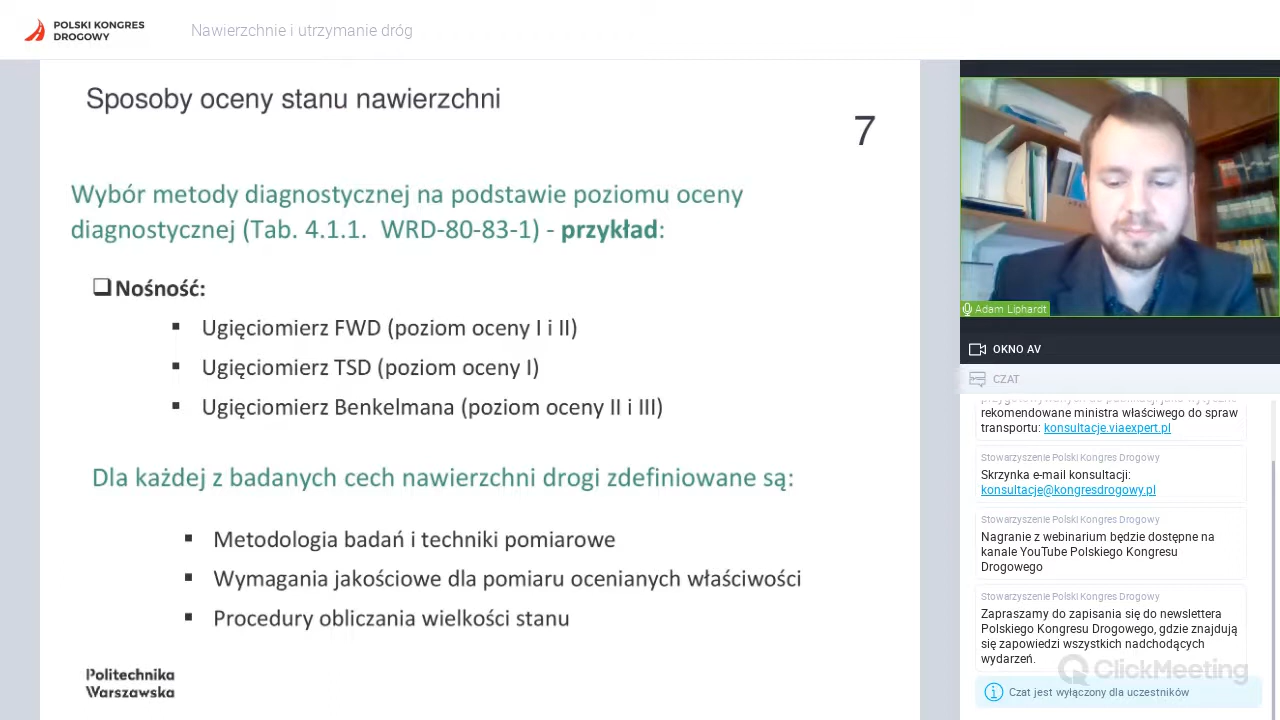 POLSKI KONGRES
DROGOWY
Nawierzchnie i utrzymanie dróg
Sposoby oceny stanu nawierzchni
7
Wybór metody diagnostycznej na podstawie poziomu oceny
diagnostycznej (Tab. 4.1.1. WRD-80-83-1) - przykład:
Nośność:
Ugięciomierz FWD (poziom oceny I i II)
Ugięciomierz TSD (poziom oceny I)
Ugięciomierz Benkelmana (poziom oceny II i III)
Dla każdej z badanych cech nawierzchni drogi zdefiniowane są:
Metodologia badań i techniki pomiarowe
Wymagania jakościowe dla pomiaru ocenianych właściwości
Procedury obliczania wielkości stanu
Politechnika
Warszawska
Adam Liphardt
OKNO AV
CZAT
rekomendowane ministra właściwego do spraw
transportu: konsultacje.viaexpert.pl
Stowarzyszenie Polski Kongres Drogowy
Skrzynka e-mail konsultacji:
konsultacje@kongresdrogowy.pl
Stowarzyszenie Polski Kongres Drogowy
Nagranie z webinarium będzie dostępne na
kanale YouTube Polskiego Kongresu
Drogowego
Stowarzyszenie Polski Kongres Drogowy
Zapraszamy do zapisania się do newslettera
Polskiego Kongresu Drogowego, gdzie znajdują
się zapowiedzi wszystkich nadchodzących
wydarzeń.
ClickMeeting
Czat jest wyłączony dla uczestników